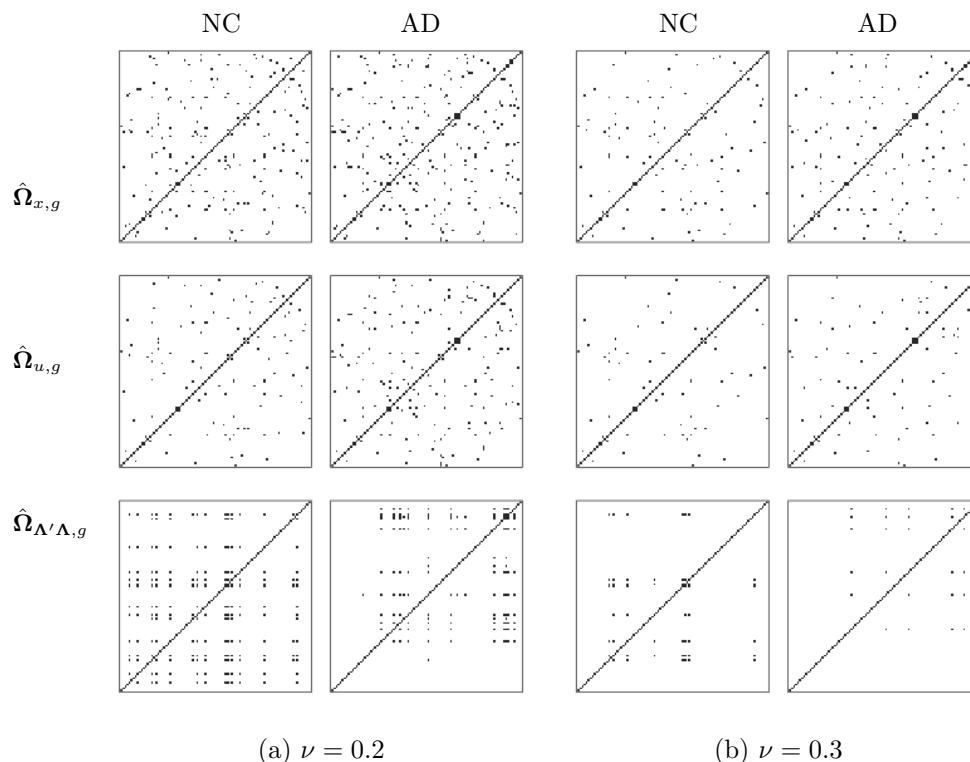 NC AD NC AD
Ω̂x,g
Ω̂u,g
Ω̂Λ′Λ,g
(a) ν = 0.2 (b) ν = 0.3